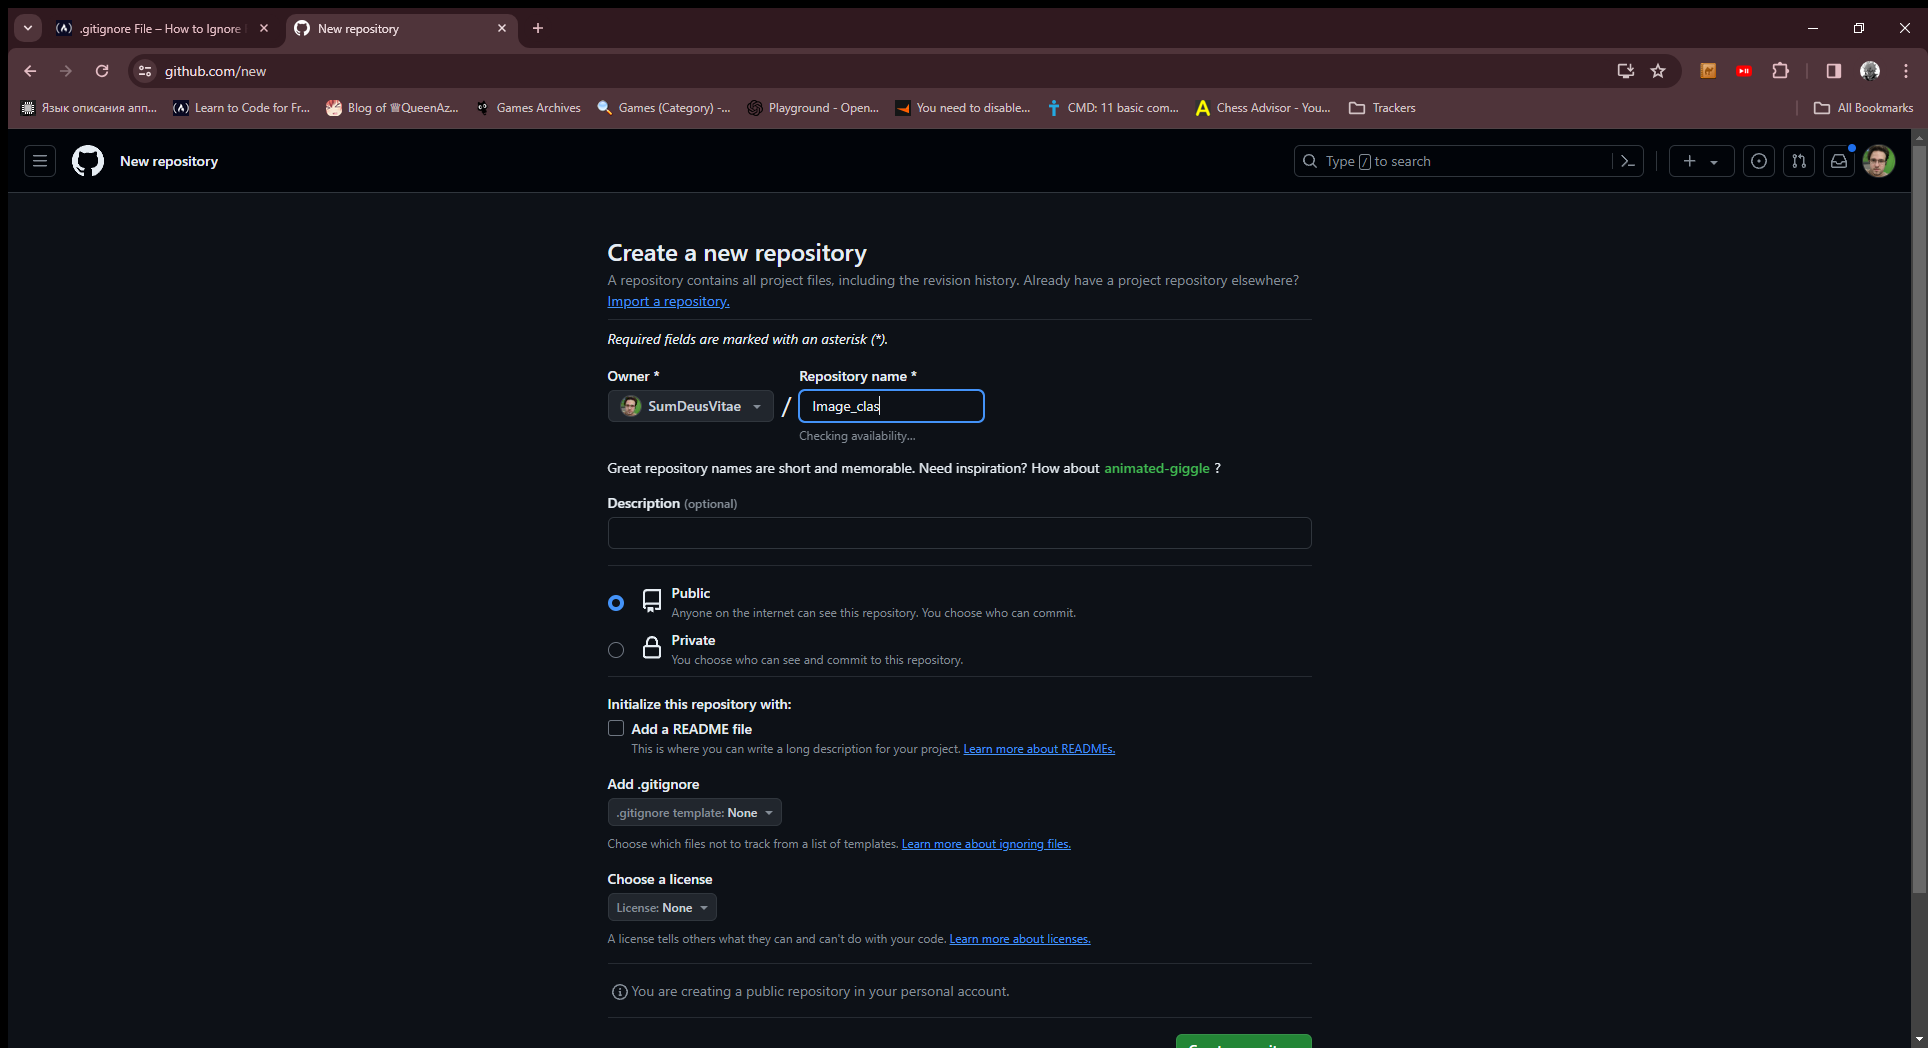 .gitignore File – How to Ignore
New repository
github.com/new
Язык описания апп...
Learn to Code for Fr...
Blog of ♕QueenAz...
Games Archives
Games (Category) -...
Playground - Open...
You need to disable...
CMD: 11 basic com...
Chess Advisor - You...
Trackers
All Bookmarks
New repository
Type / to search
Create a new repository
A repository contains all project files, including the revision history. Already have a project repository elsewhere?
Import a repository.
Required fields are marked with an asterisk (*).
Owner *
Repository name *
SumDeusVitae
/
Image_clas
Checking availability...
Great repository names are short and memorable. Need inspiration? How about animated-giggle ?
Description (optional)
Public
Anyone on the internet can see this repository. You choose who can commit.
Private
You choose who can see and commit to this repository.
Initialize this repository with:
Add a README file
This is where you can write a long description for your project. Learn more about READMEs.
Add .gitignore
.gitignore template: None
Choose which files not to track from a list of templates. Learn more about ignoring files.
Choose a license
License: None
A license tells others what they can and can't do with your code. Learn more about licenses.
You are creating a public repository in your personal account.